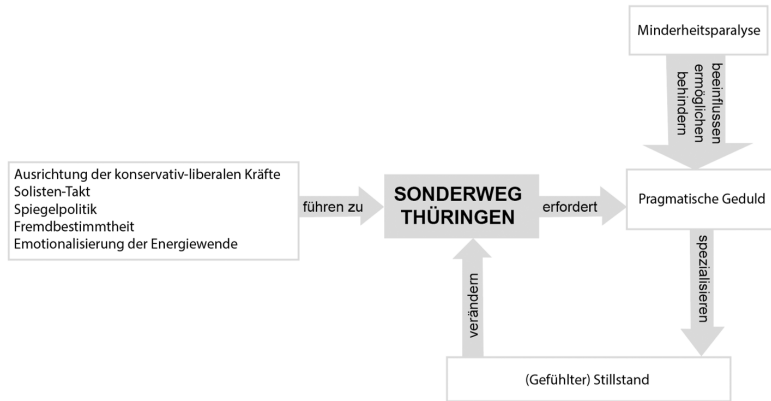 Minderheitsparalyse
beeinflussen
ermöglichen
behindern
Ausrichtung der konservativ-liberalen Kräfte
Solisten-Takt
Spiegelpolitik
Fremdbestimmtheit
Emotionalisierung der Energiewende
führen zu
SONDERWEG
THÜRINGEN
erfordert
Pragmatische Geduld
spezialisieren
verändern
(Gefühlter) Stillstand